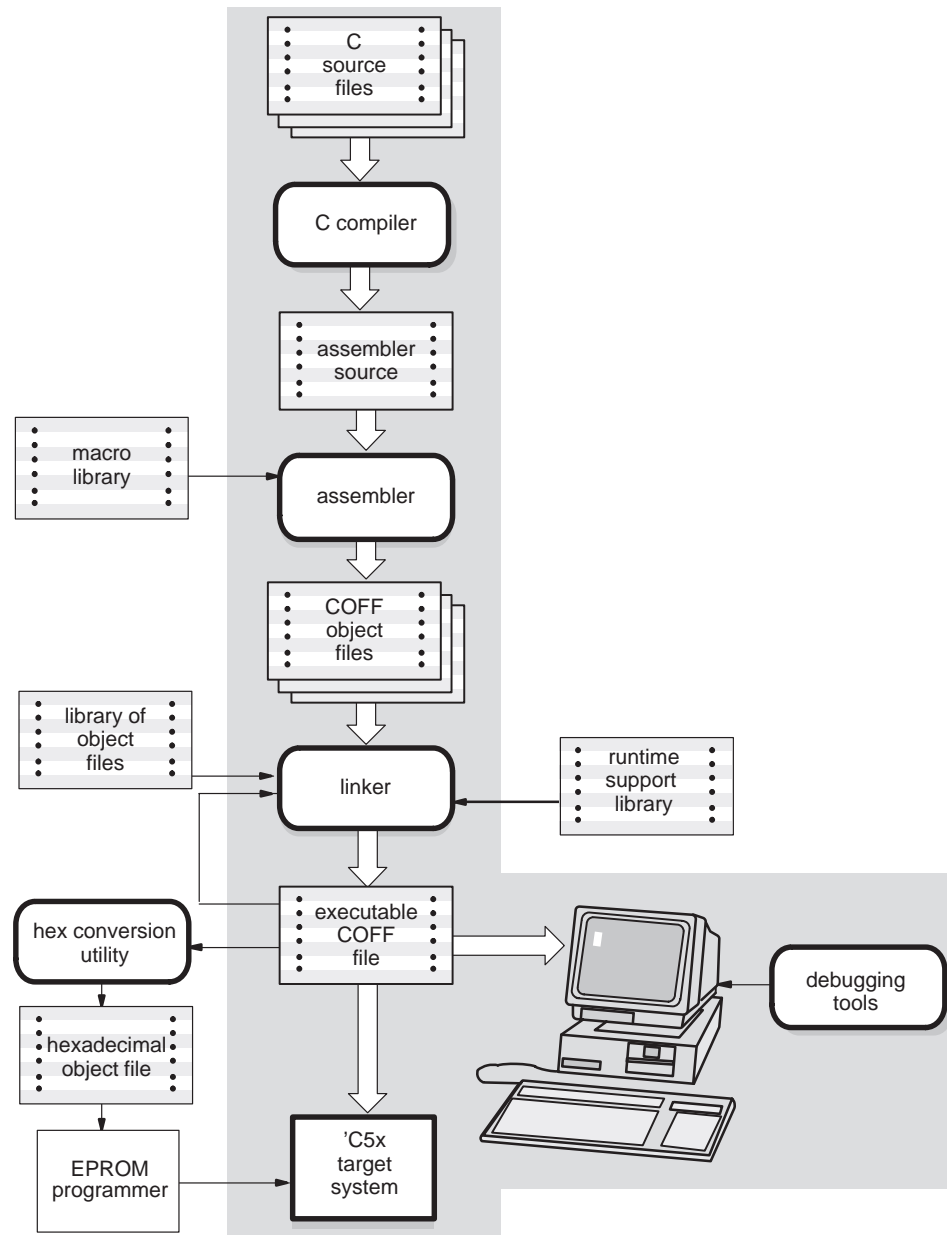 C
source
files
C compiler
assembler
source
macro
library
assembler
COFF
object
files
library of
object
files
linker
runtime
support
library
executable
COFF
file
hex conversion
utility
debugging
tools
hexadecimal
object file
EPROM
programmer
'C5x
target
system